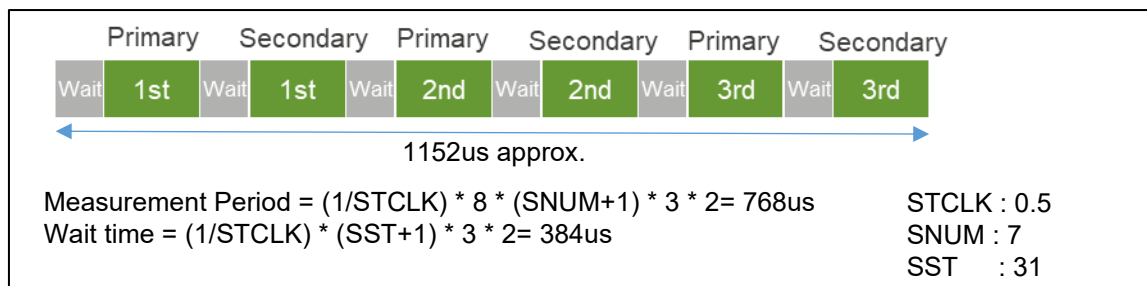 Primary Secondary Primary Secondary Primary Secondary
Wait 1st Wait 1st Wait 2nd Wait 2nd Wait 3rd Wait 3rd
1152us approx.
Measurement Period = (1/STCLK) * 8 * (SNUM+1) * 3 * 2= 768us
Wait time = (1/STCLK) * (SST+1) * 3 * 2= 384us
STCLK : 0.5
SNUM : 7
SST : 31